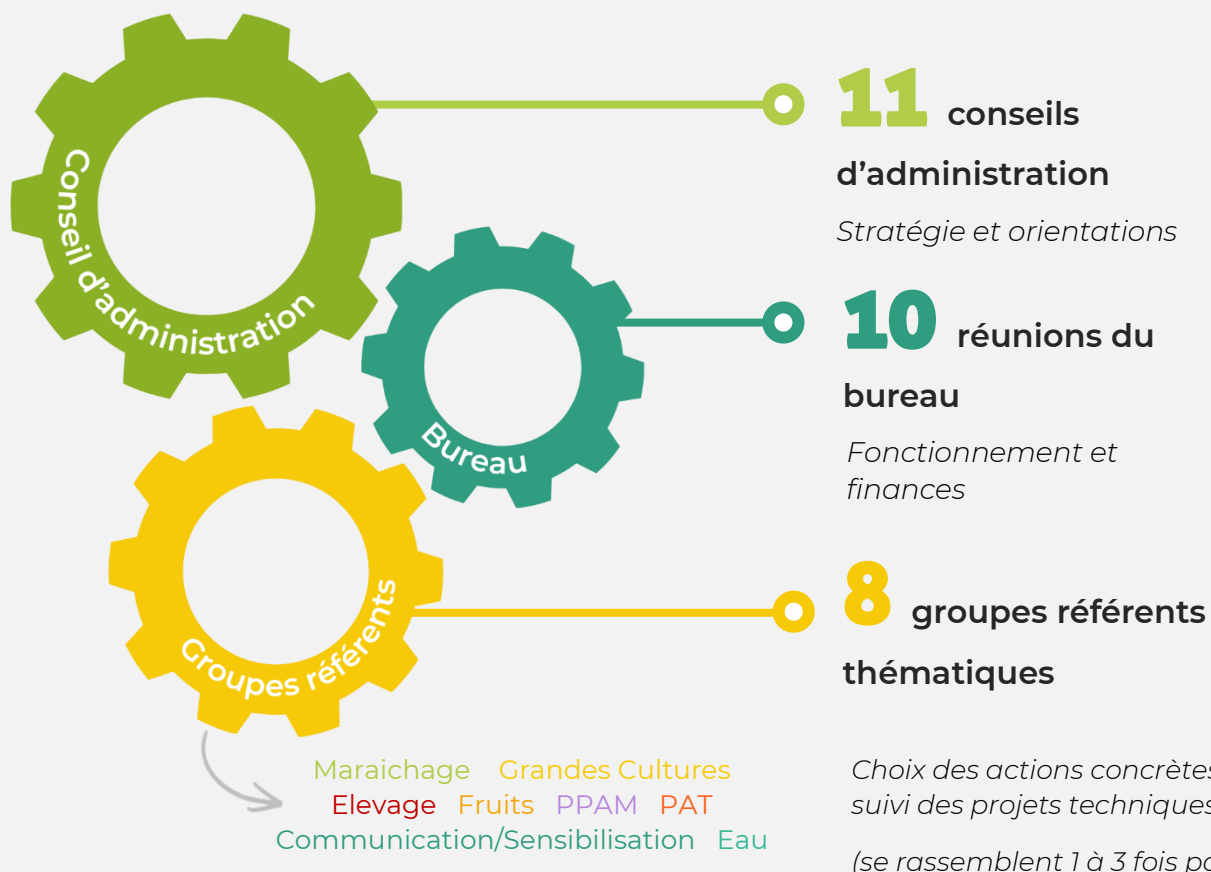 Conseil d'administration
11 conseils
d'administration
Stratégie et orientations
Bureau
10 réunions du
bureau
Fonctionnement et
finances
Groupes référents
8 groupes référents
thématiques
Maraichage Grandes Cultures
Elevage Fruits PPAM PAT
Communication/Sensibilisation Eau
Choix des actions concrètes
suivi des projets techniques
(se rassemblent 1 à 3 fois